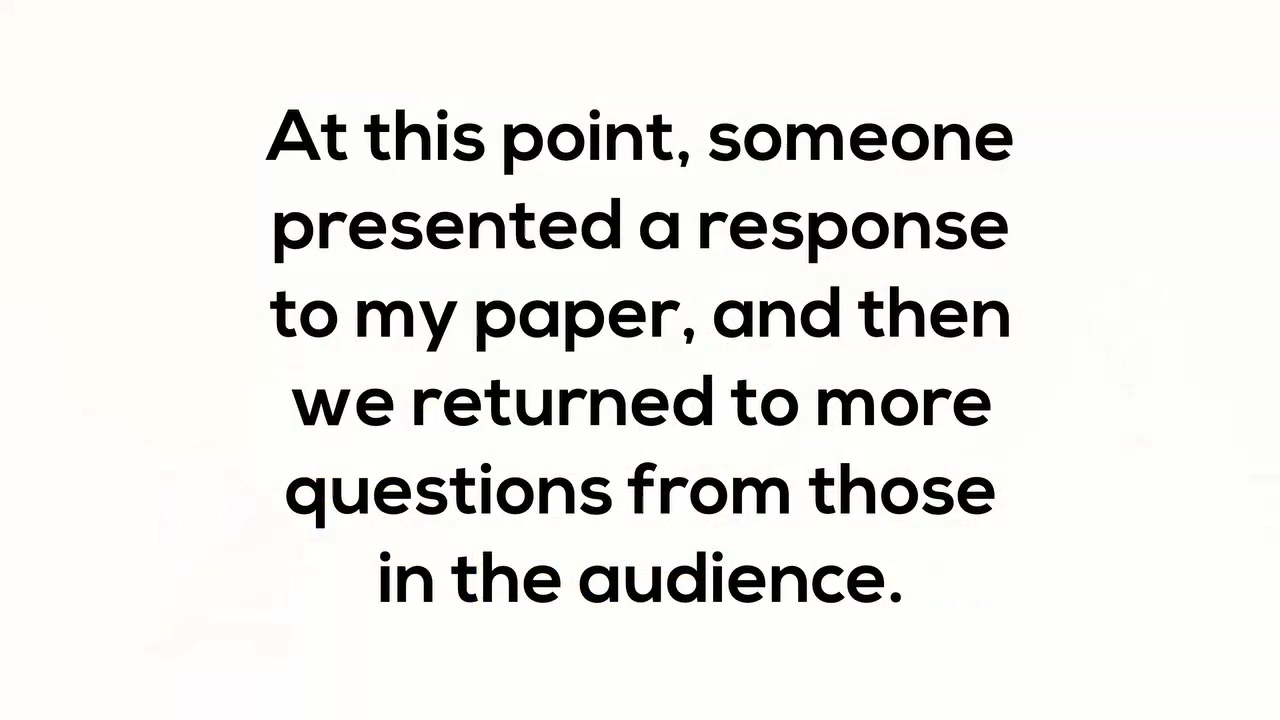 At this point, someone
presented a response
to my paper, and then
we returned to more
questions from those
in the audience.